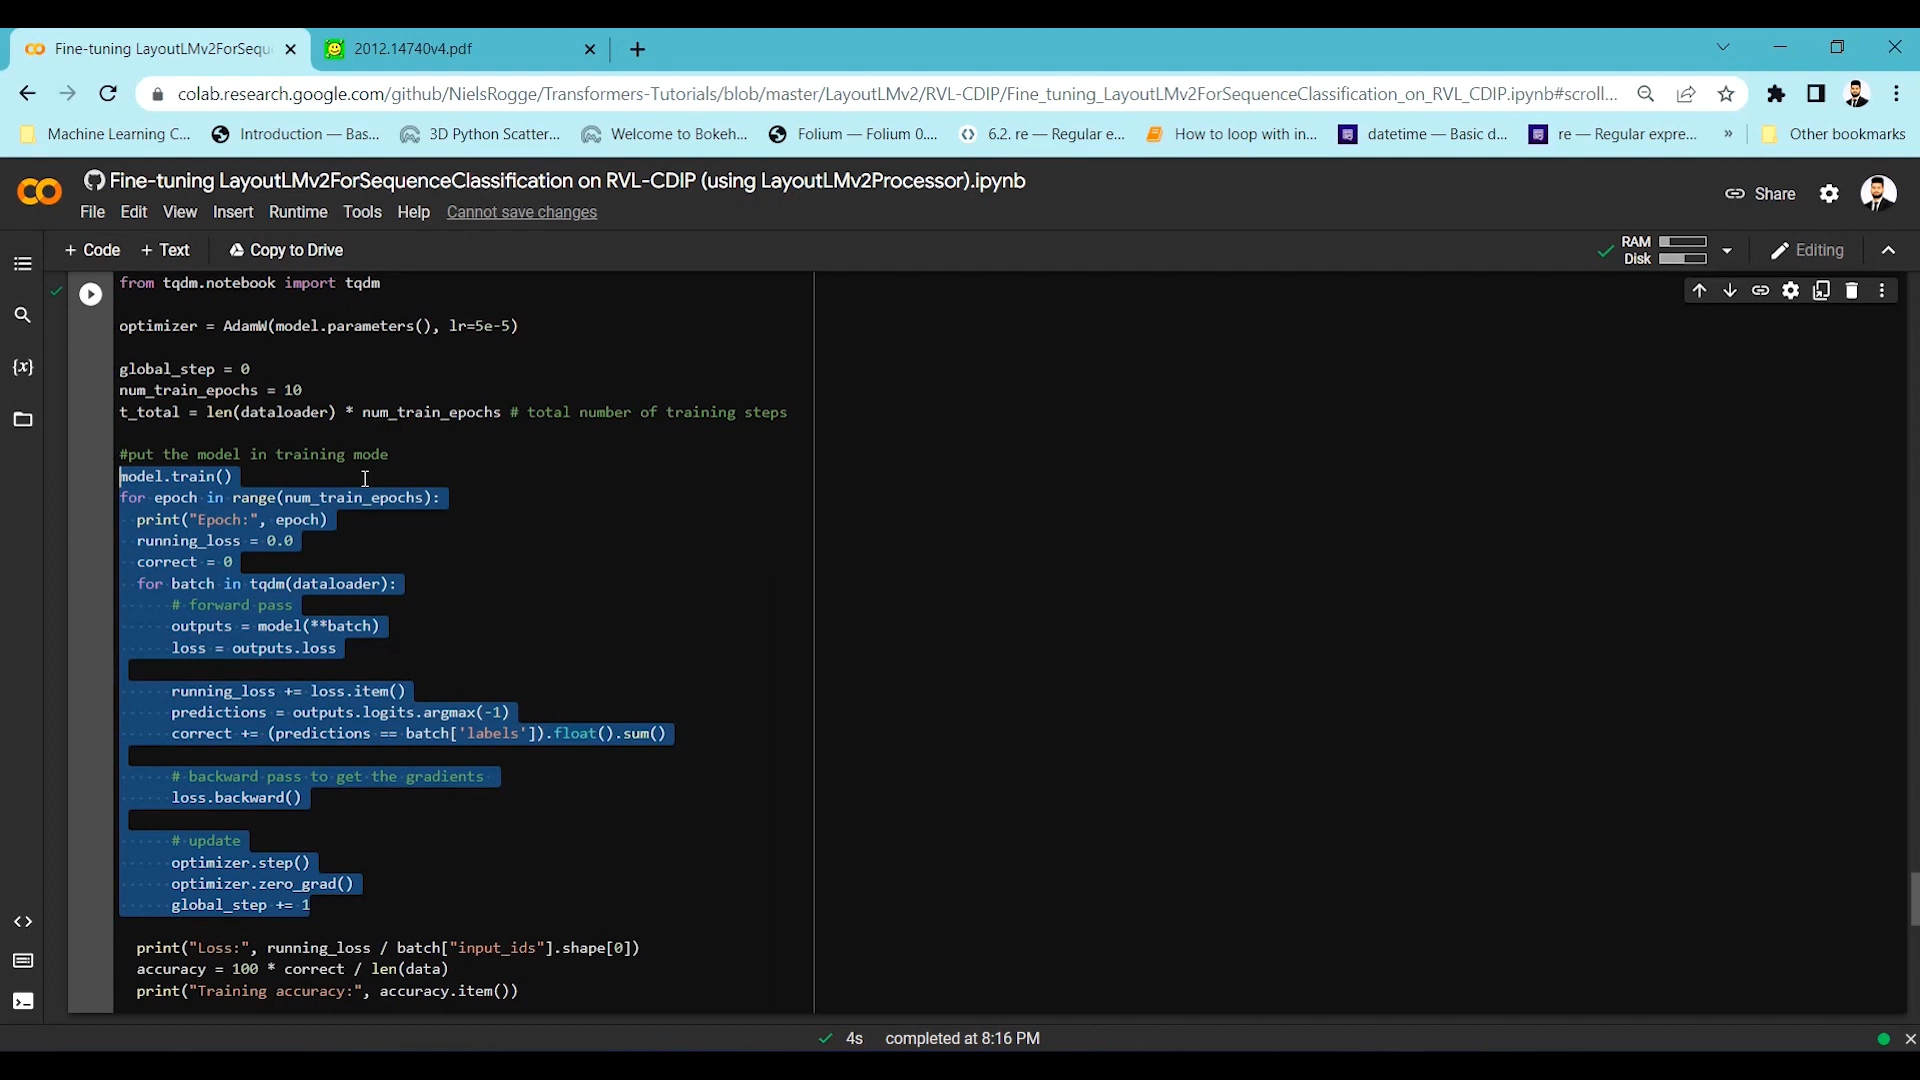 Fine-tuning LayoutLMv2ForSequ
2012.14740v4.pdf
colab.research.google.com/github/NielsRogge/Transformers-Tutorials/blob/master/LayoutLMv2/RVL-CDIP/Fine_tuning_LayoutLMv2ForSequenceClassification_on_RVL_CDIP.ipynb#scroll...
Machine Learning C... Introduction — Bas... 3D Python Scatter... Welcome to Bokeh... Folium — Folium 0.... 6.2. re — Regular e... How to loop with in... datetime — Basic d... re — Regular expre... » Other bookmarks
Fine-tuning LayoutLMv2ForSequenceClassification on RVL-CDIP (using LayoutLMv2Processor).ipynb
File Edit View Insert Runtime Tools Help Cannot save changes
Share
+ Code + Text Copy to Drive
RAM
Disk
Editing
{x}
from tqdm.notebook import tqdm
optimizer = AdamW(model.parameters(), lr=5e-5)
global_step = 0
num_train_epochs = 10
t_total = len(dataloader) * num_train_epochs # total number of training steps
#put the model in training mode
model.train()
for epoch in range(num_train_epochs):
print("Epoch:", epoch)
running_loss = 0.0
correct = 0
for batch in tqdm(dataloader):
# forward pass
outputs = model(**batch)
loss = outputs.loss
running_loss += loss.item()
predictions = outputs.logits.argmax(-1)
correct += (predictions == batch['labels']).float().sum()
# backward pass to get the gradients
loss.backward()
# update
optimizer.step()
optimizer.zero_grad()
global_step += 1
print("Loss:", running_loss / batch["input_ids"].shape[0])
accuracy = 100 * correct / len(data)
print("Training accuracy:", accuracy.item())
4s completed at 8:16 PM